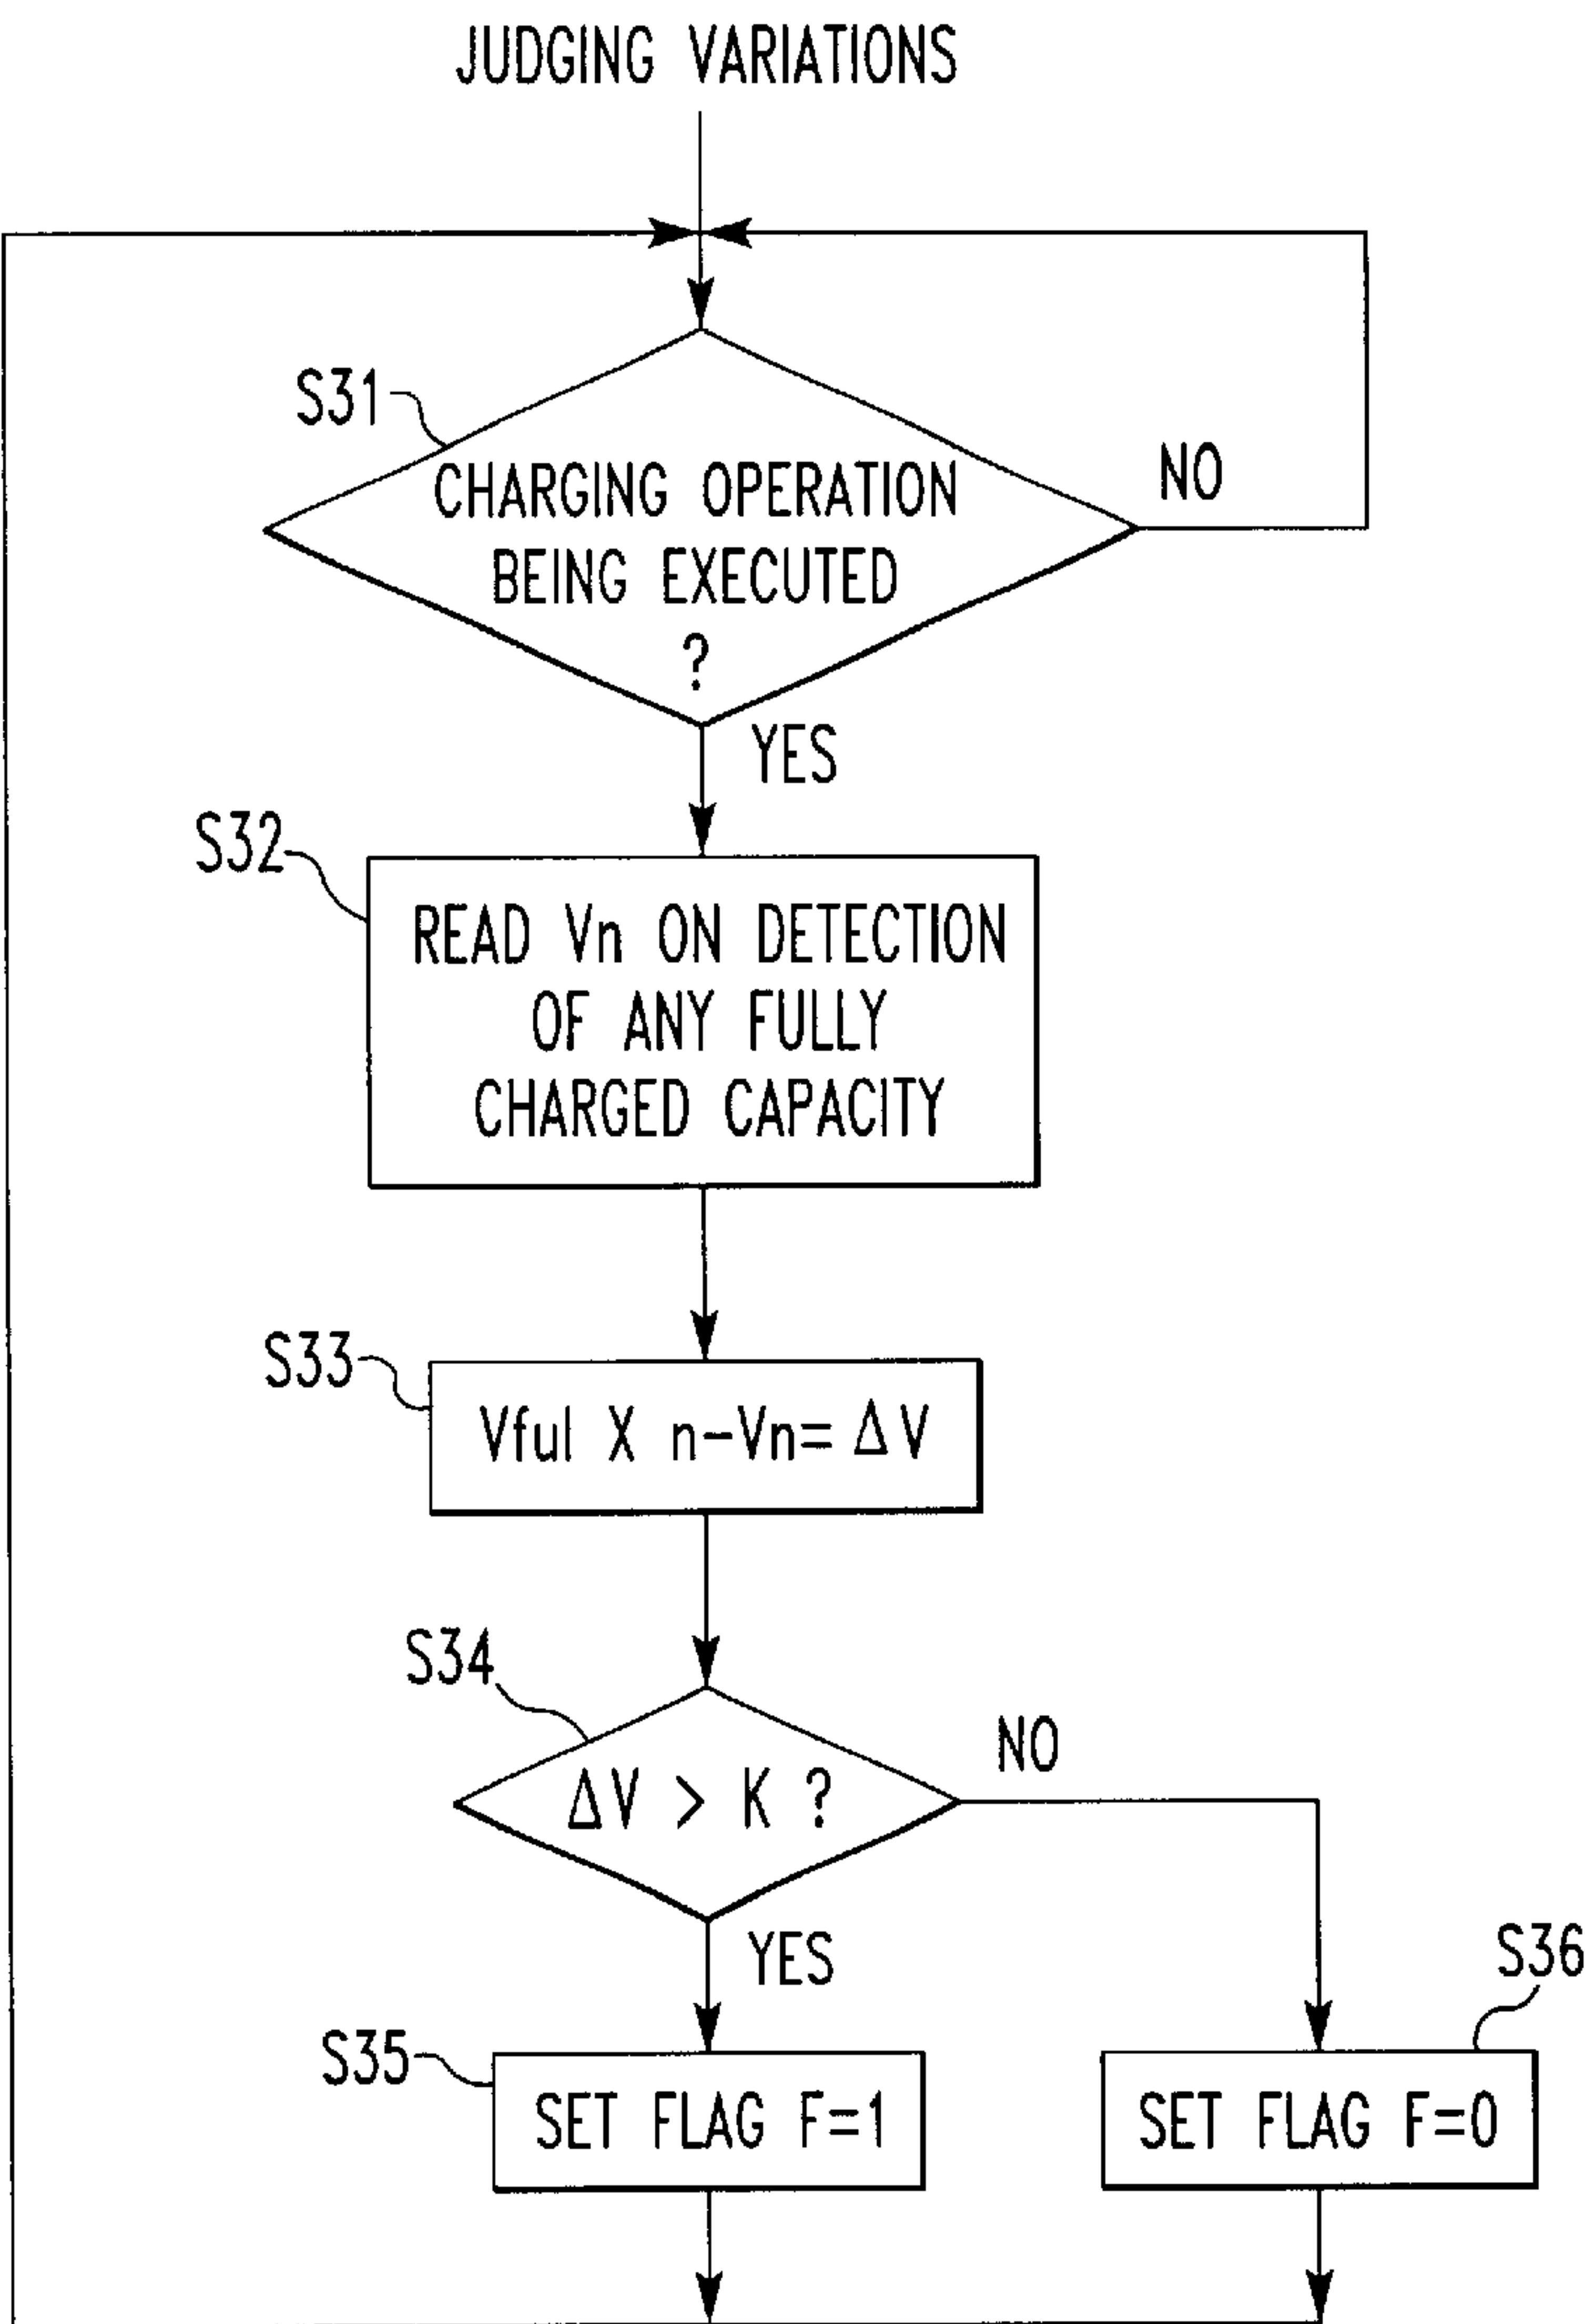 JUDGING VARIATIONS
S31
CHARGING OPERATION
BEING EXECUTED
?
NO
YES
S32
READ Vn ON DETECTION
OF ANY FULLY
CHARGED CAPACITY
S33
Vful X n-Vn= ΔV
S34
ΔV > K ?
NO
YES
S35
SET FLAG F=1
S36
SET FLAG F=0